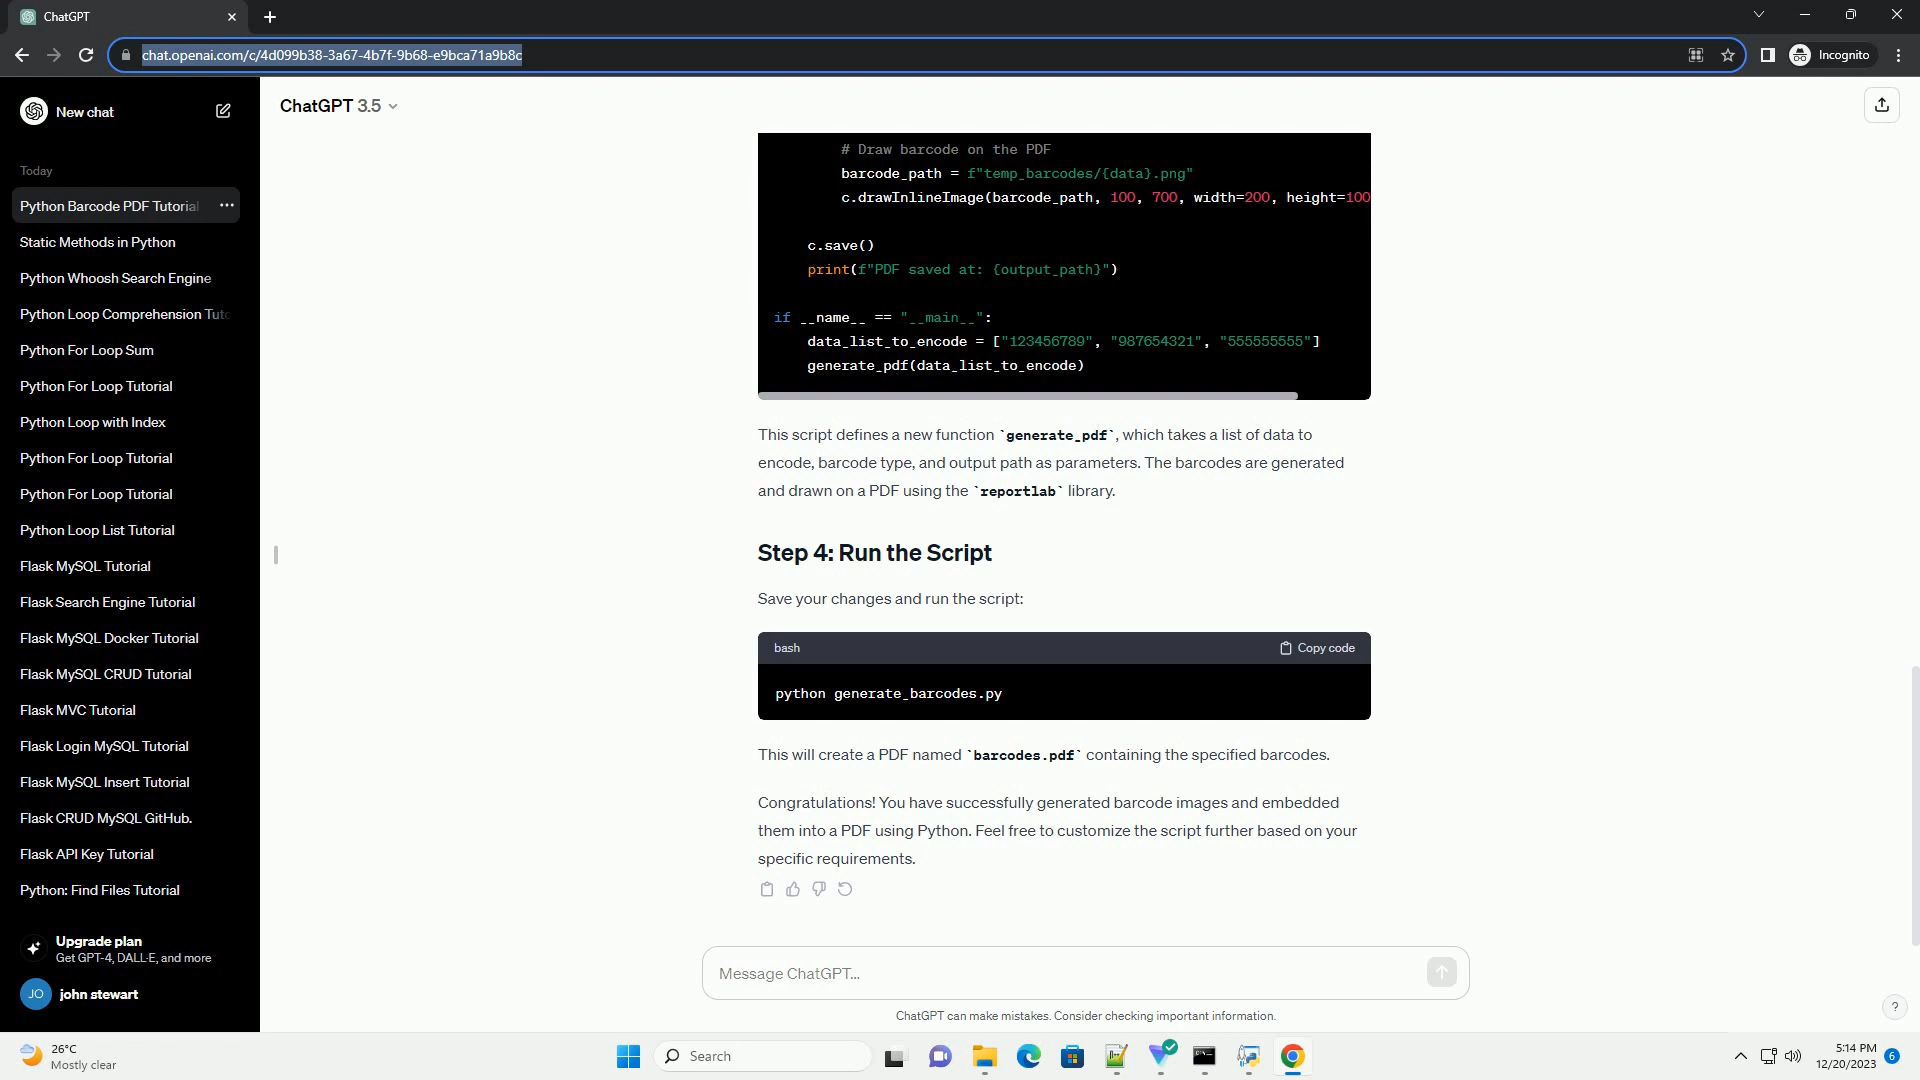 ChatGPT
chat.openai.com/c/4d099b38-3a67-4b7f-9b68-e9bca71a9b8c
Incognito
New chat
Today
Python Barcode PDF Tutorial
Static Methods in Python
Python Whoosh Search Engine
Python Loop Comprehension Tuto
Python For Loop Sum
Python For Loop Tutorial
Python Loop with Index
Python For Loop Tutorial
Python For Loop Tutorial
Python Loop List Tutorial
Flask MySQL Tutorial
Flask Search Engine Tutorial
Flask MySQL Docker Tutorial
Flask MySQL CRUD Tutorial
Flask MVC Tutorial
Flask Login MySQL Tutorial
Flask MySQL Insert Tutorial
Flask CRUD MySQL GitHub.
Flask API Key Tutorial
Python: Find Files Tutorial
Upgrade plan
Get GPT-4, DALL·E, and more
JO john stewart
ChatGPT 3.5
# Draw barcode on the PDF
barcode_path = f"temp_barcodes/{data}.png"
c.drawInlineImage(barcode_path, 100, 700, width=200, height=100
c.save()
print(f"PDF saved at: {output_path}")
if __name__ == "__main__":
data_list_to_encode = ["123456789", "987654321", "555555555"]
generate_pdf(data_list_to_encode)
This script defines a new function `generate_pdf`, which takes a list of data to
encode, barcode type, and output path as parameters. The barcodes are generated
and drawn on a PDF using the `reportlab` library.
Step 4: Run the Script
Save your changes and run the script:
bash
Copy code
python generate_barcodes.py
This will create a PDF named `barcodes.pdf` containing the specified barcodes.
Congratulations! You have successfully generated barcode images and embedded
them into a PDF using Python. Feel free to customize the script further based on your
specific requirements.
Message ChatGPT...
ChatGPT can make mistakes. Consider checking important information.
?
26°C
Mostly clear
Search
5:14 PM
12/20/2023
6